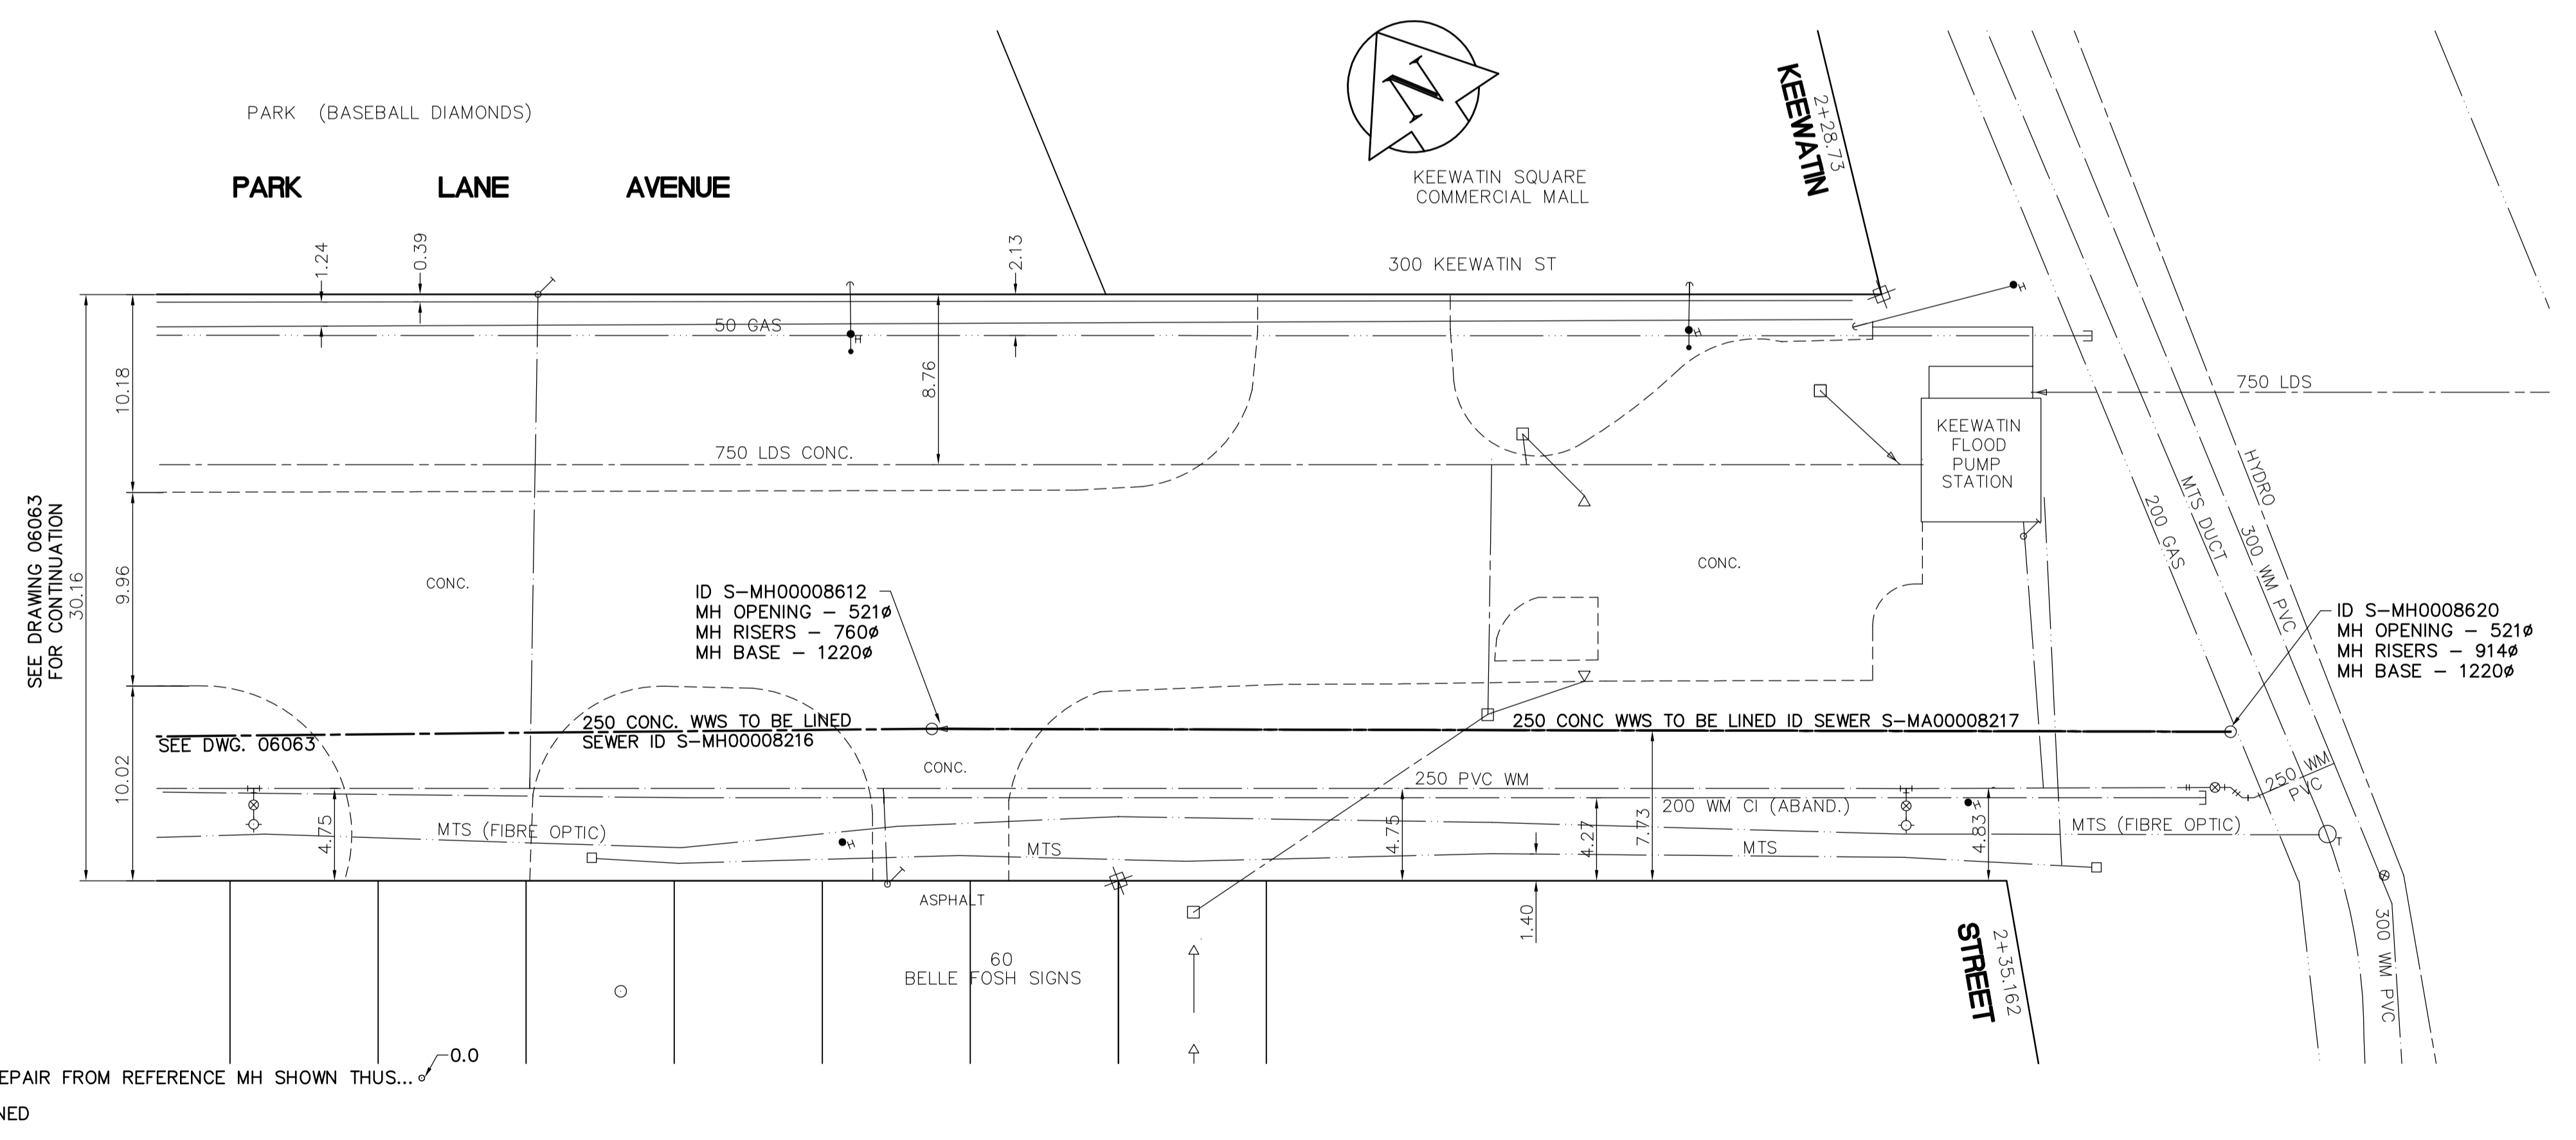 PARK (BASEBALL DIAMONDS)
PARK LANE AVENUE
N
KEEWATIN SQUARE
COMMERCIAL MALL
300 KEEWATIN ST
KEEWATIN
2+28.73
1.24
0.39
2.13
50 GAS
10.18
8.76
750 LDS
750 LDS CONC.
KEEWATIN
FLOOD
PUMP
STATION
HYDRO
MTS DUCT
200 GAS
300 WM PVC
SEE DRAWING 06063
FOR CONTINUATION
30.16
9.96
CONC.
CONC.
ID S-MH00008612
MH OPENING - 521ø
MH RISERS - 760ø
MH BASE - 1220ø
ID S-MH0008620
MH OPENING - 521ø
MH RISERS - 914ø
MH BASE - 1220ø
250 CONC. WWS TO BE LINED
SEWER ID S-MH00008216
SEE DWG. 06063
250 CONC WWS TO BE LINED ID SEWER S-MA00008217
10.02
CONC.
250 PVC WM
250 WM
PVC
200 WM CI (ABAND.)
4.75
MTS (FIBRE OPTIC)
MTS
4.75
4.27
7.73
MTS
4.83
MTS (FIBRE OPTIC)
ASPHALT
1.40
60
BELLE FOSH SIGNS
STREET
2+35.162
300 WM PVC
0.0
EPAIR FROM REFERENCE MH SHOWN THUS...
NED